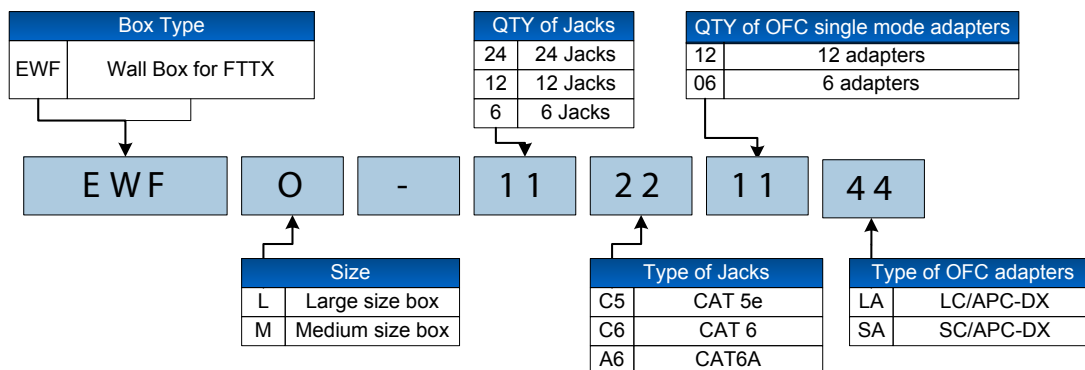 Box Type
EWF Wall Box for FTTX
QTY of Jacks
24 24 Jacks
12 12 Jacks
6 6 Jacks
QTY of OFC single mode adapters
12 12 adapters
06 6 adapters
EWF O - 11 22 11 44
Size
L Large size box
M Medium size box
Type of Jacks
C5 CAT 5e
C6 CAT 6
A6 CAT6A
Type of OFC adapters
LA LC/APC-DX
SA SC/APC-DX